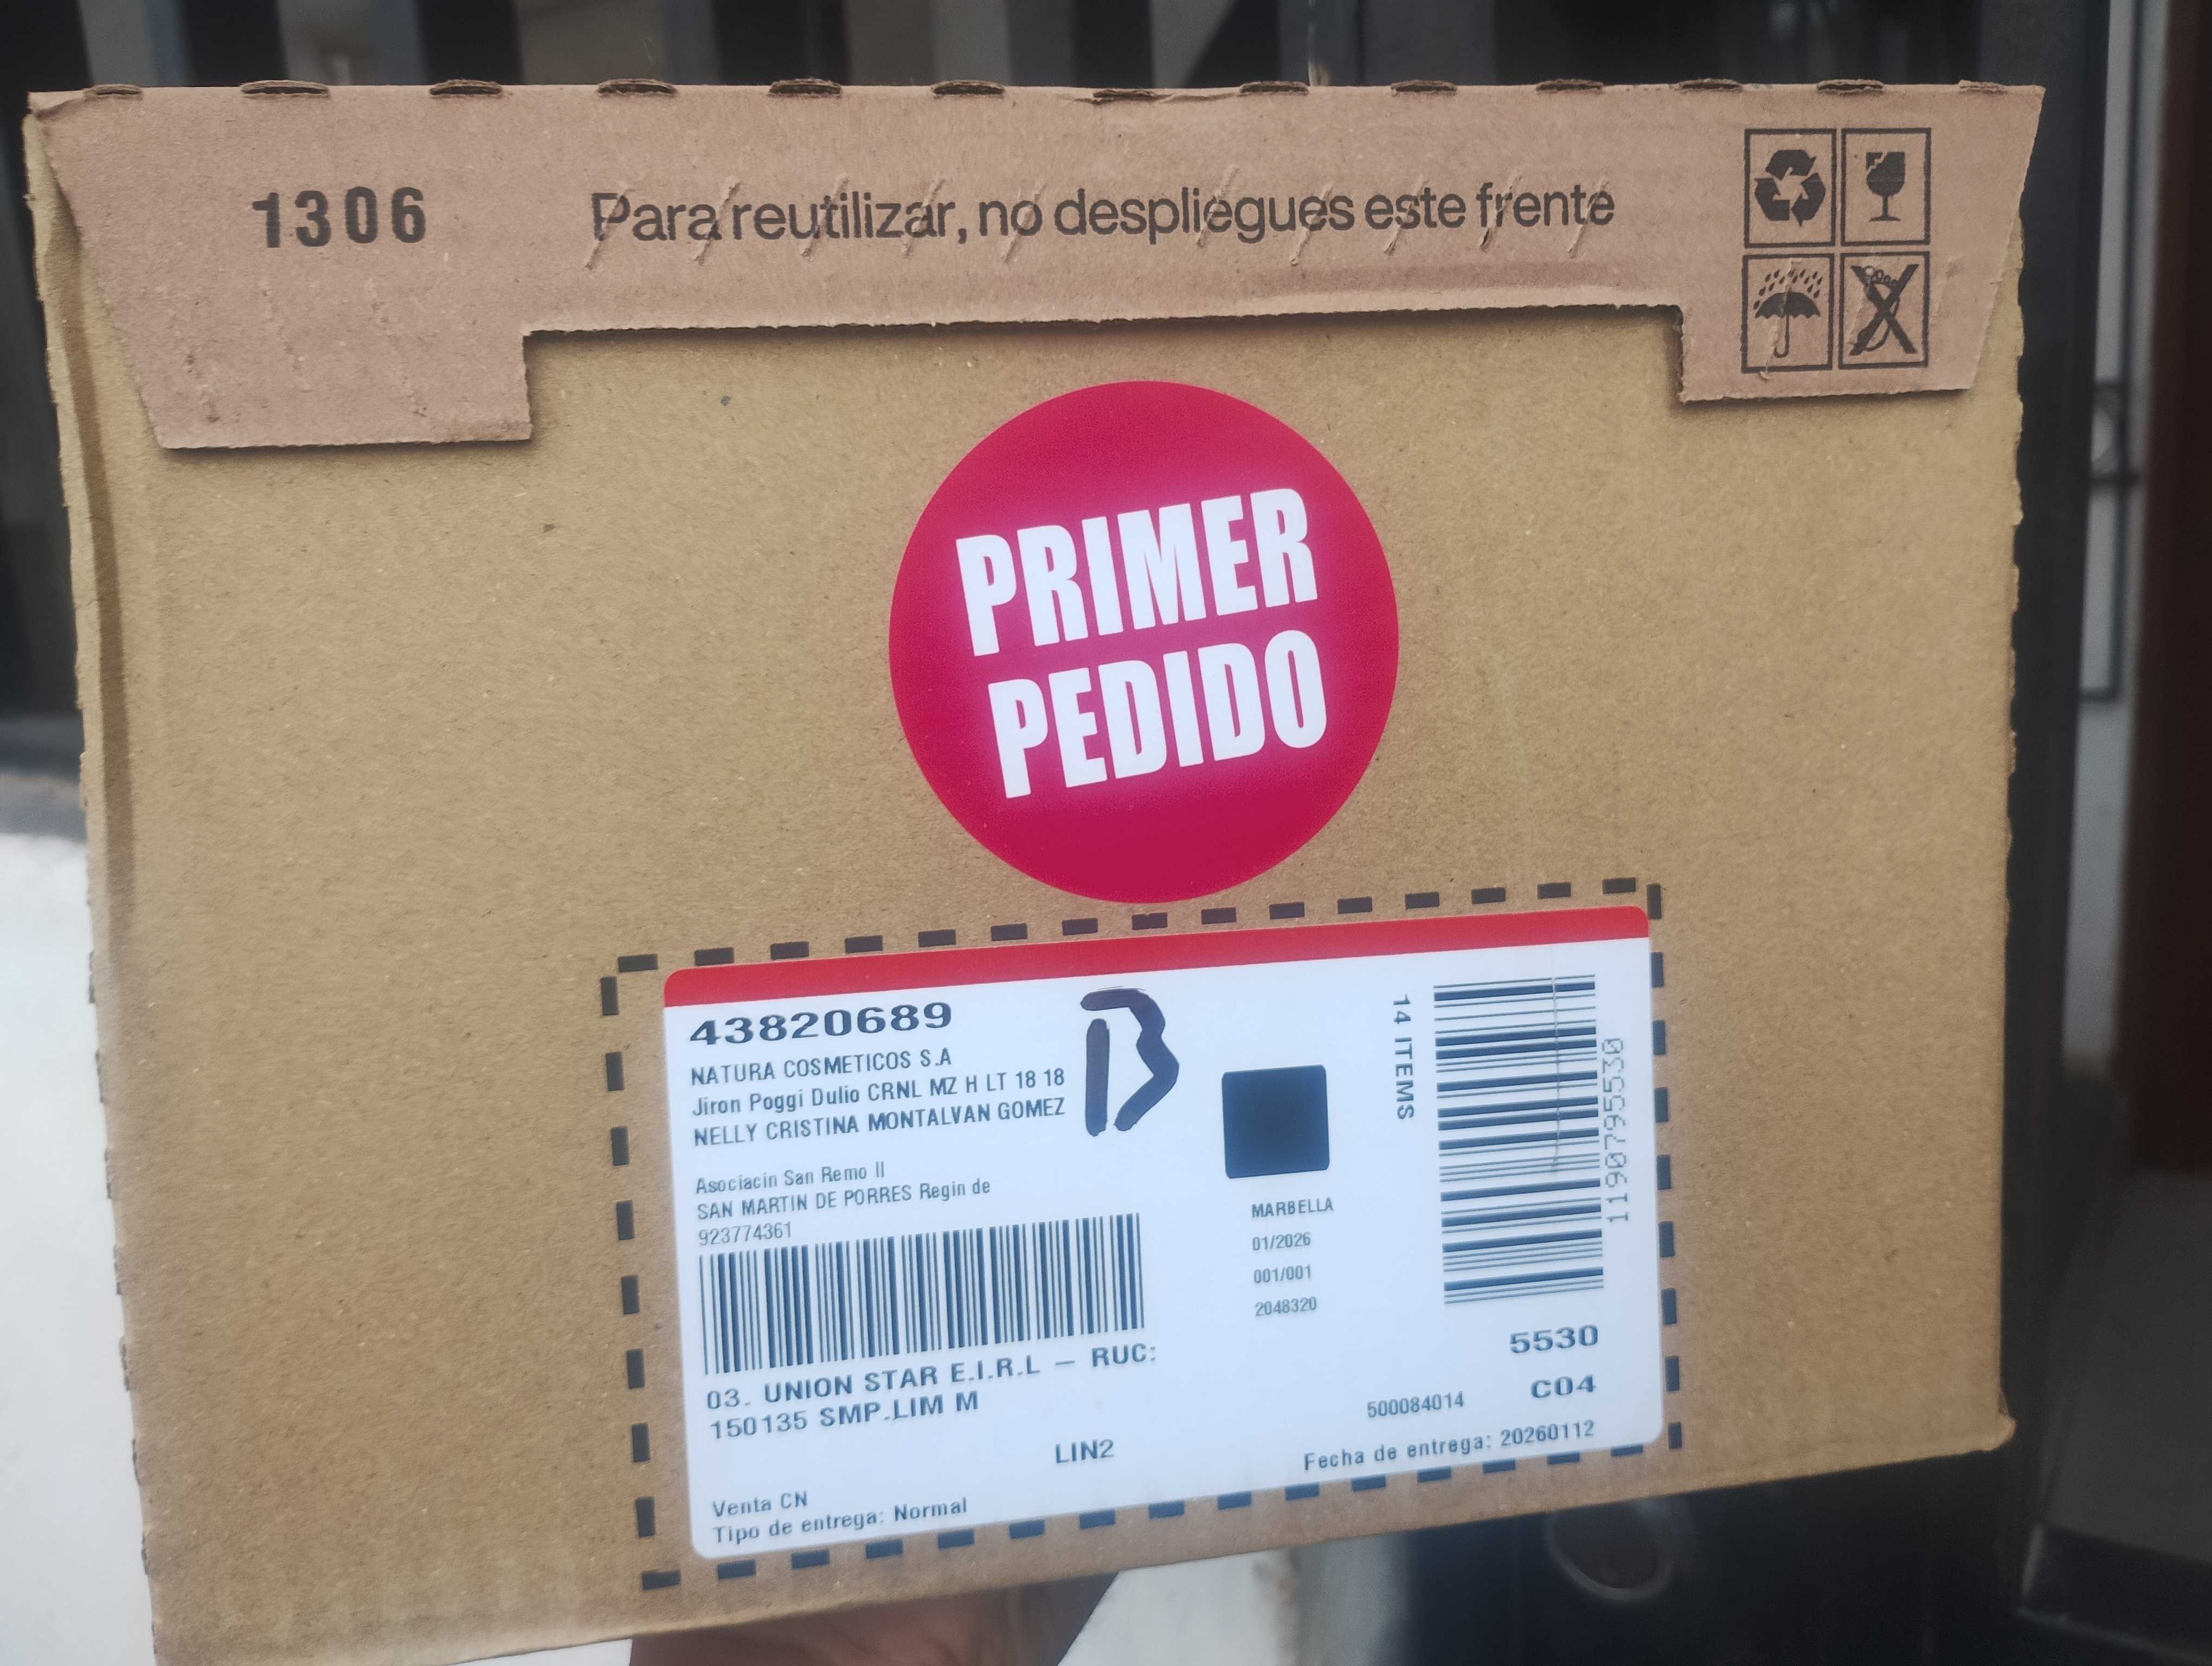 1306
Para reutilizar, no despliegues este frente
PRIMER
PEDIDO
43820689
NATURA COSMETICOS S.A
Jiron Poggi Dulio CRNL MZ H LT 18 18
NELLY CRISTINA MONTALVAN GOMEZ
B
Asociacin San Remo II
SAN MARTIN DE PORRES Regin de
923774361
03. UNION STAR E.I.R.L – RUC:
150135 SMP.LIM M
LIN2
Venta CN
Tipo de entrega: Normal
MARBELLA
01/2026
001/001
2048320
14 ITEMS
1190795530
5530
C04
500084014
Fecha de entrega: 20260112